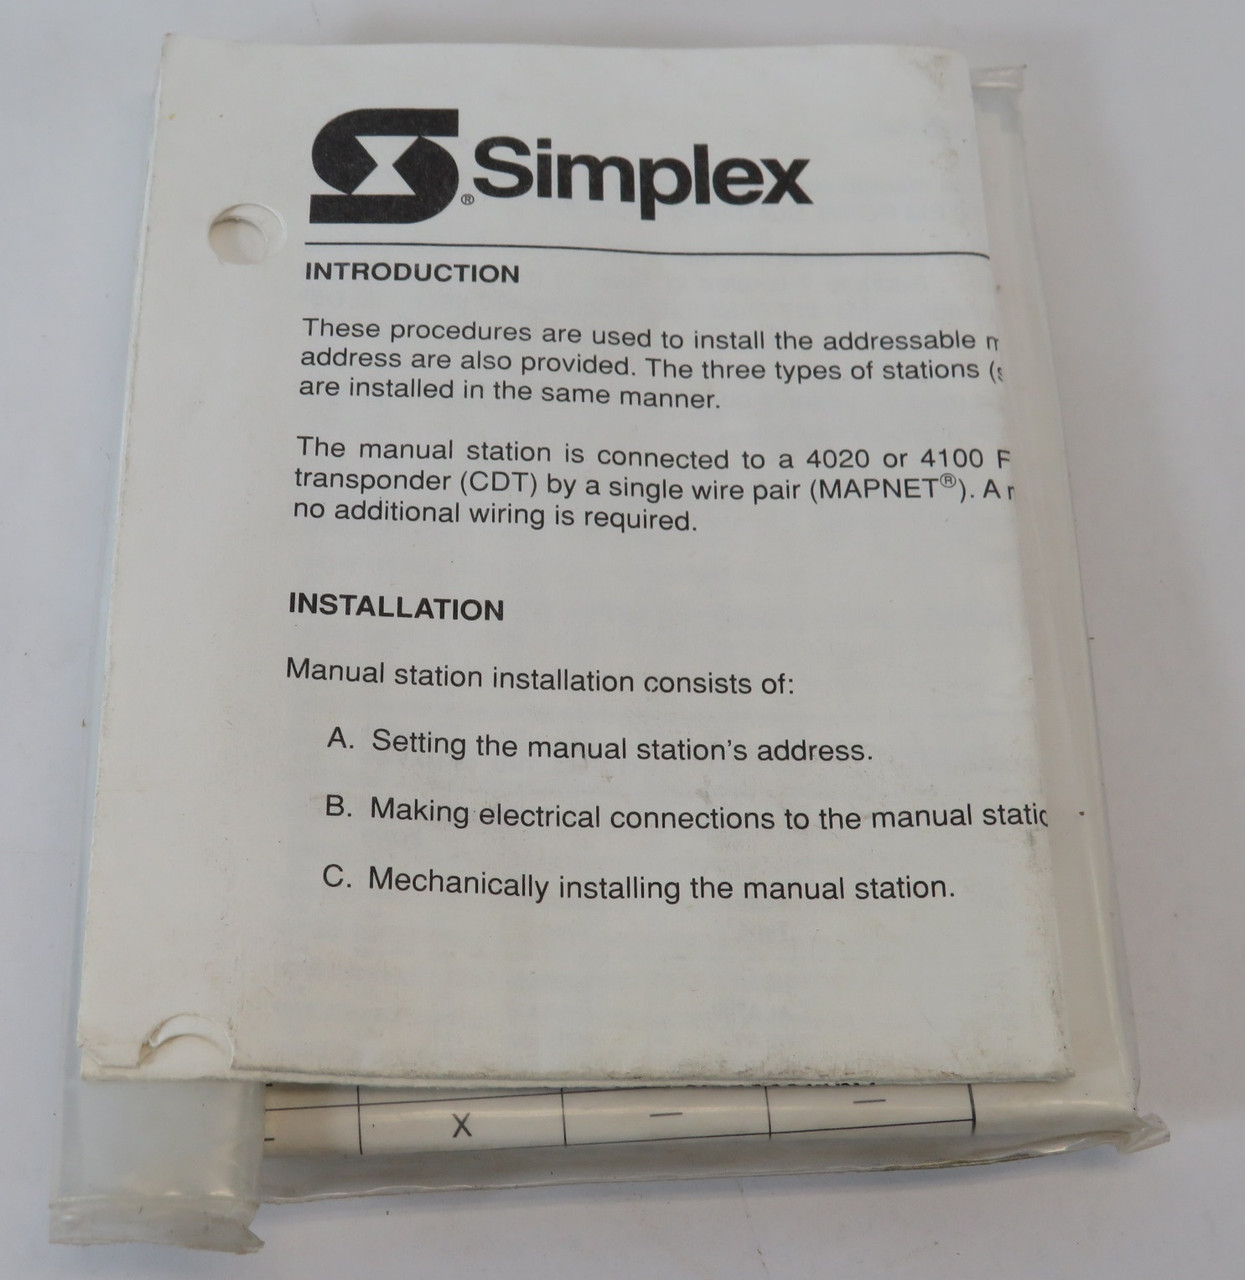 ® Simplex
INTRODUCTION
These procedures are used to install the addressable
address are also provided. The three types of stations (
are installed in the same manner.
The manual station is connected to a 4020 or 4100 F
transponder (CDT) by a single wire pair (MAPNET®). A
no additional wiring is required.
INSTALLATION
Manual station installation consists of:
A. Setting the manual station's address.
B. Making electrical connections to the manual static
C. Mechanically installing the manual station.
X — —